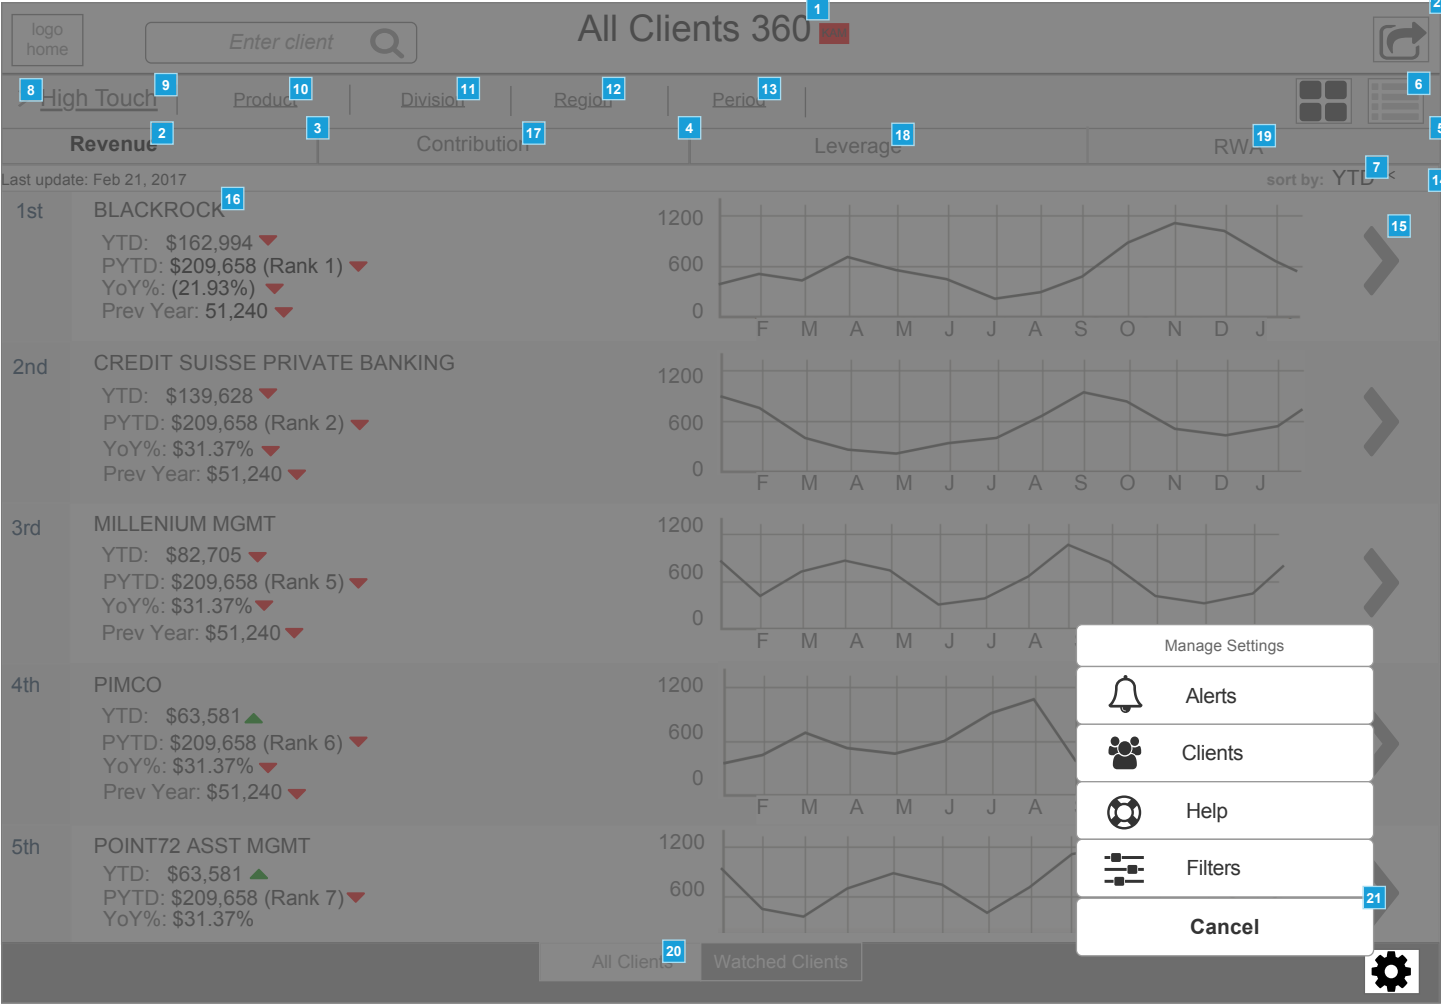 1
2
logo
home
Enter client
All Clients 360
8
9
10
11
12
13
6
High Touch
Product
Division
Region
Period
2
3
17
4
18
19
5
Revenue
Contribution
Leverage
RWA
7
14
Last update: Feb 21, 2017
sort by: YTD <
16
15
1st
BLACKROCK
YTD: $162,994
PYTD: $209,658 (Rank 1)
YoY%: (21.93%)
Prev Year: 51,240
1200
600
0
F M A M J J A S O N D J
2nd
CREDIT SUISSE PRIVATE BANKING
YTD: $139,628
PYTD: $209,658 (Rank 2)
YoY%: $31.37%
Prev Year: $51,240
1200
600
0
F M A M J J A S O N D J
3rd
MILLENIUM MGMT
YTD: $82,705
PYTD: $209,658 (Rank 5)
YoY%: $31.37%
Prev Year: $51,240
1200
600
0
F M A M J J A
4th
PIMCO
YTD: $63,581
PYTD: $209,658 (Rank 6)
YoY%: $31.37%
Prev Year: $51,240
1200
600
0
F M A M J J A
5th
POINT72 ASST MGMT
YTD: $63,581
PYTD: $209,658 (Rank 7)
YoY%: $31.37%
1200
600
Manage Settings
Alerts
Clients
Help
Filters
21
Cancel
20
All Clients
Watched Clients